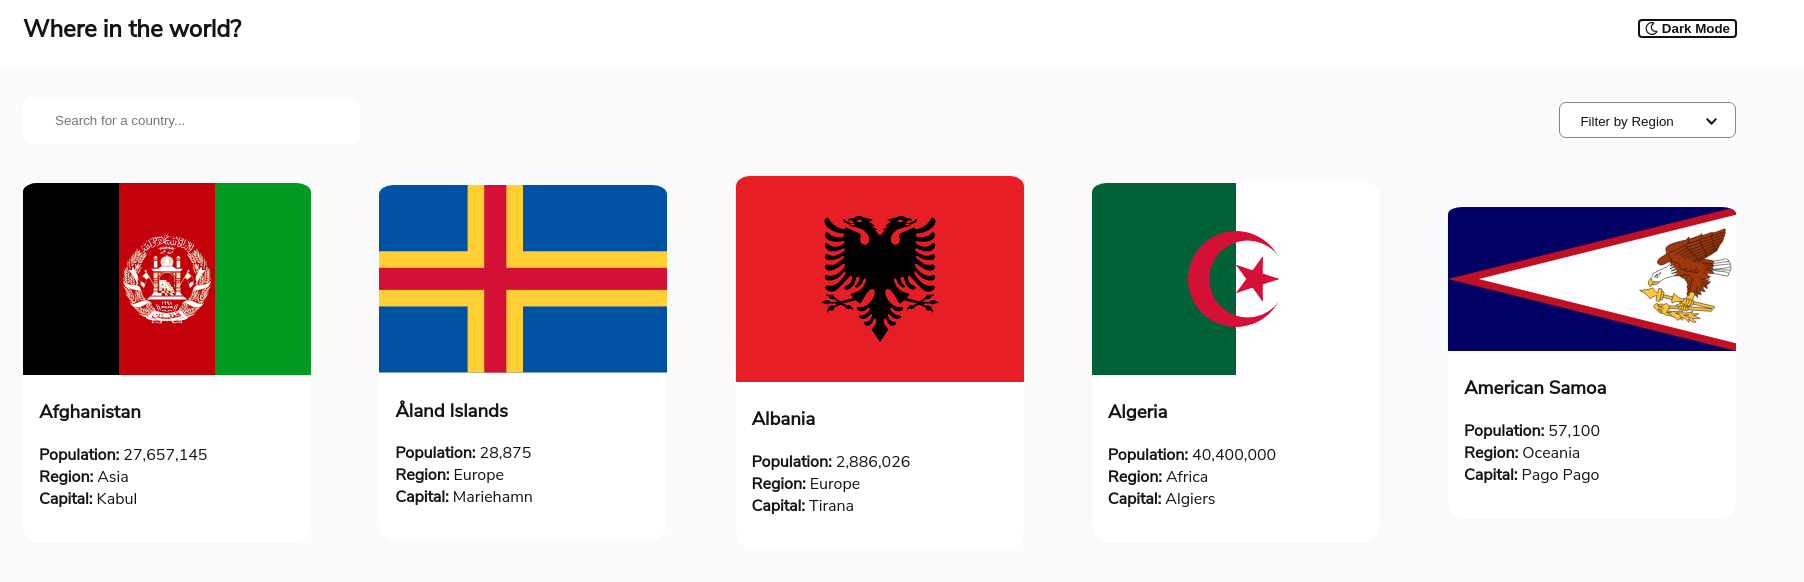 Where in the world?
Dark Mode
Search for a country...
Filter by Region
Afghanistan
Population: 27,657,145
Region: Asia
Capital: Kabul
Åland Islands
Population: 28,875
Region: Europe
Capital: Mariehamn
Albania
Population: 2,886,026
Region: Europe
Capital: Tirana
Algeria
Population: 40,400,000
Region: Africa
Capital: Algiers
American Samoa
Population: 57,100
Region: Oceania
Capital: Pago Pago